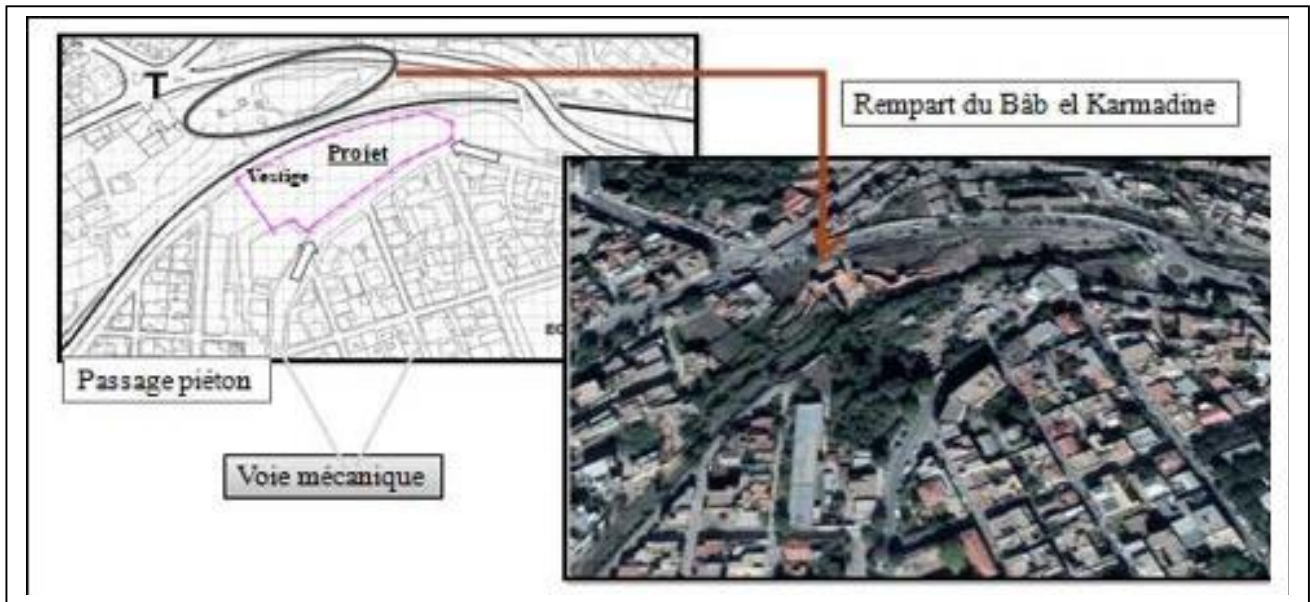 T
Rempart du Bâb el Karmadine
Projet
Vestige
Passage piéton
Voie mécanique